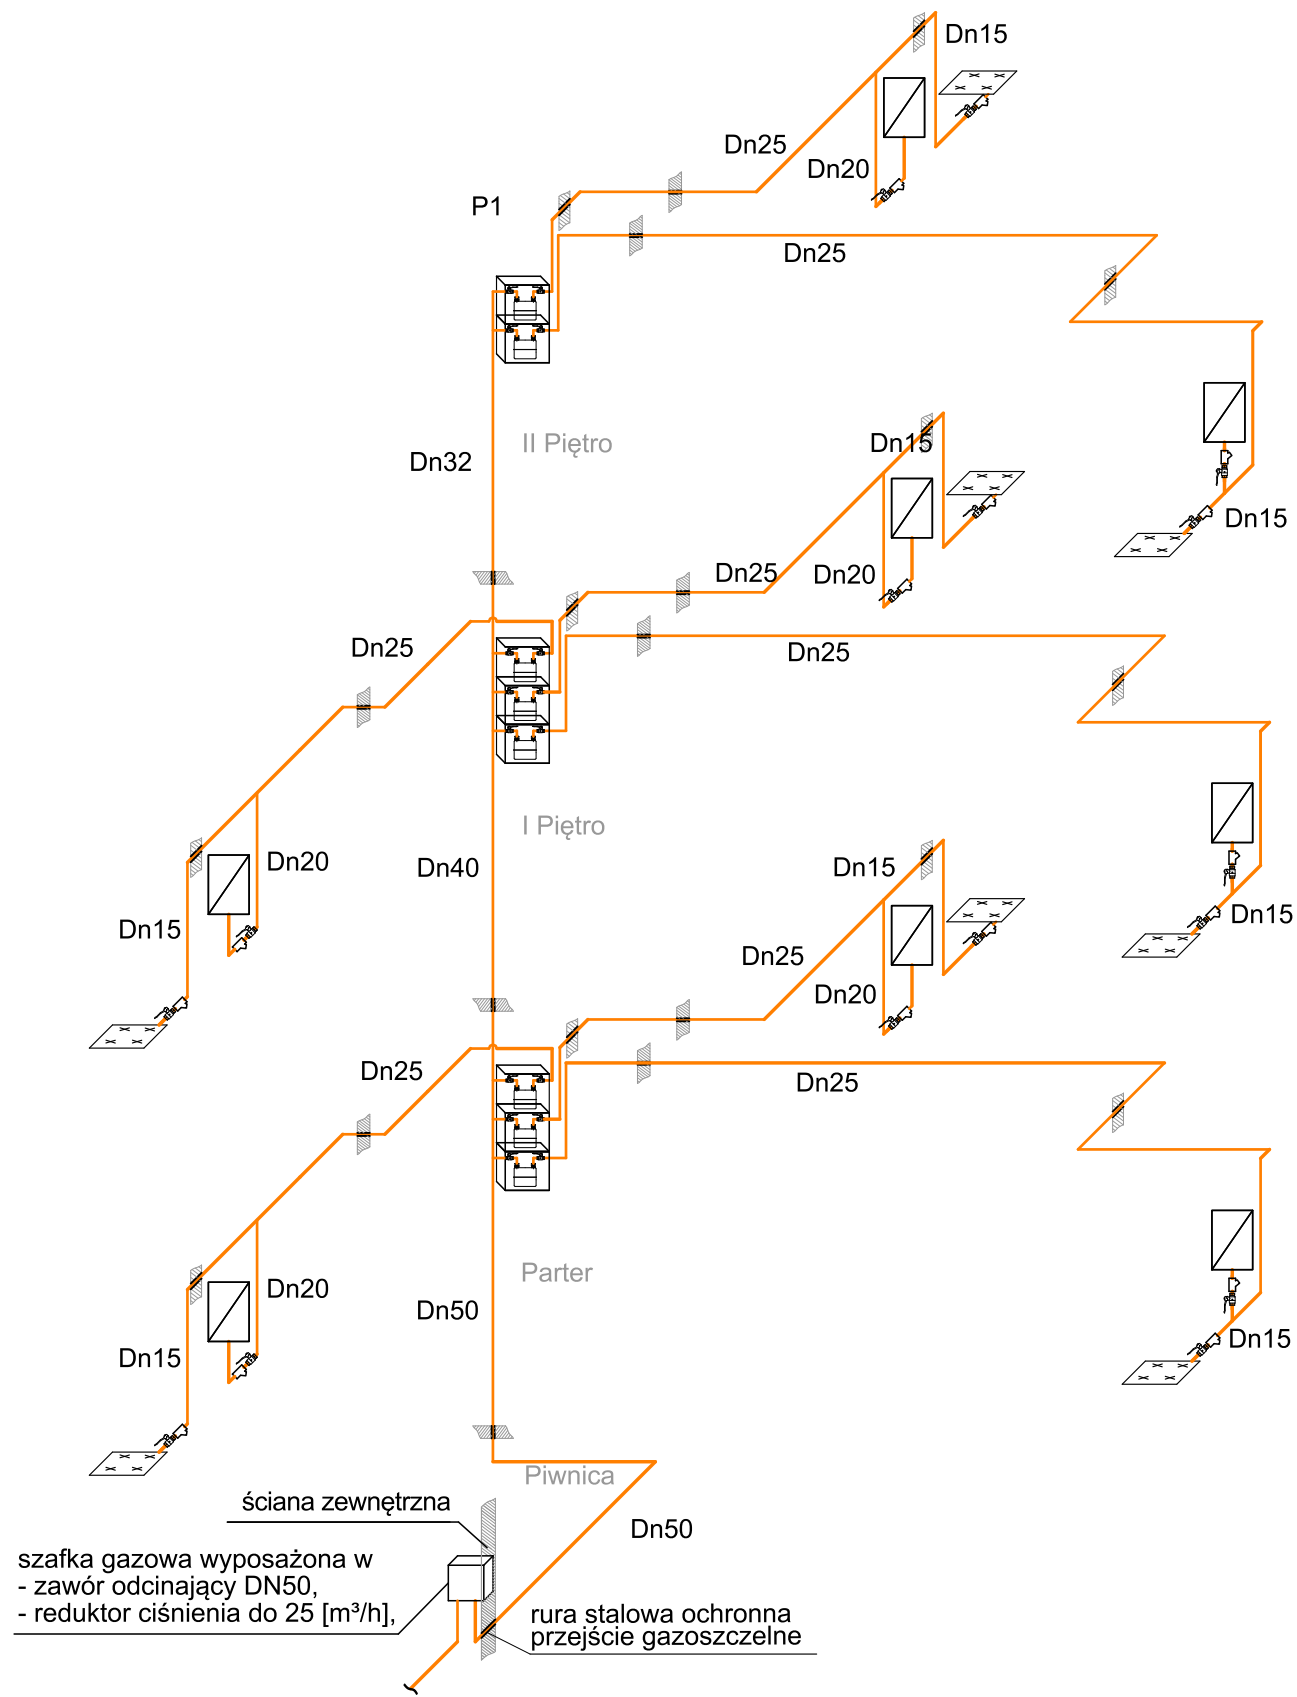 Dn15
Dn25
Dn20
P1
Dn25
II Piętro
Dn15
Dn32
Dn15
Dn25
Dn20
Dn25
Dn25
I Piętro
Dn20
Dn40
Dn15
Dn15
Dn15
Dn25
Dn20
Dn25
Dn25
Parter
Dn20
Dn50
Dn15
Dn15
Piwnica
ściana zewnętrzna
Dn50
szafka gazowa wyposażona w
- zawór odcinający DN50,
- reduktor ciśnienia do 25 [m³/h],
rura stalowa ochronna
przejście gazoszczelne